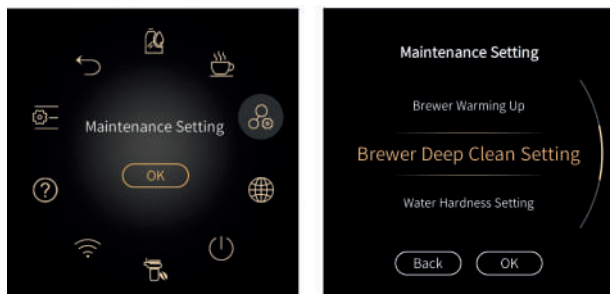 Maintenance Setting
OK
Maintenance Setting
Brewer Warming Up
Brewer Deep Clean Setting
Water Hardness Setting
Back
OK